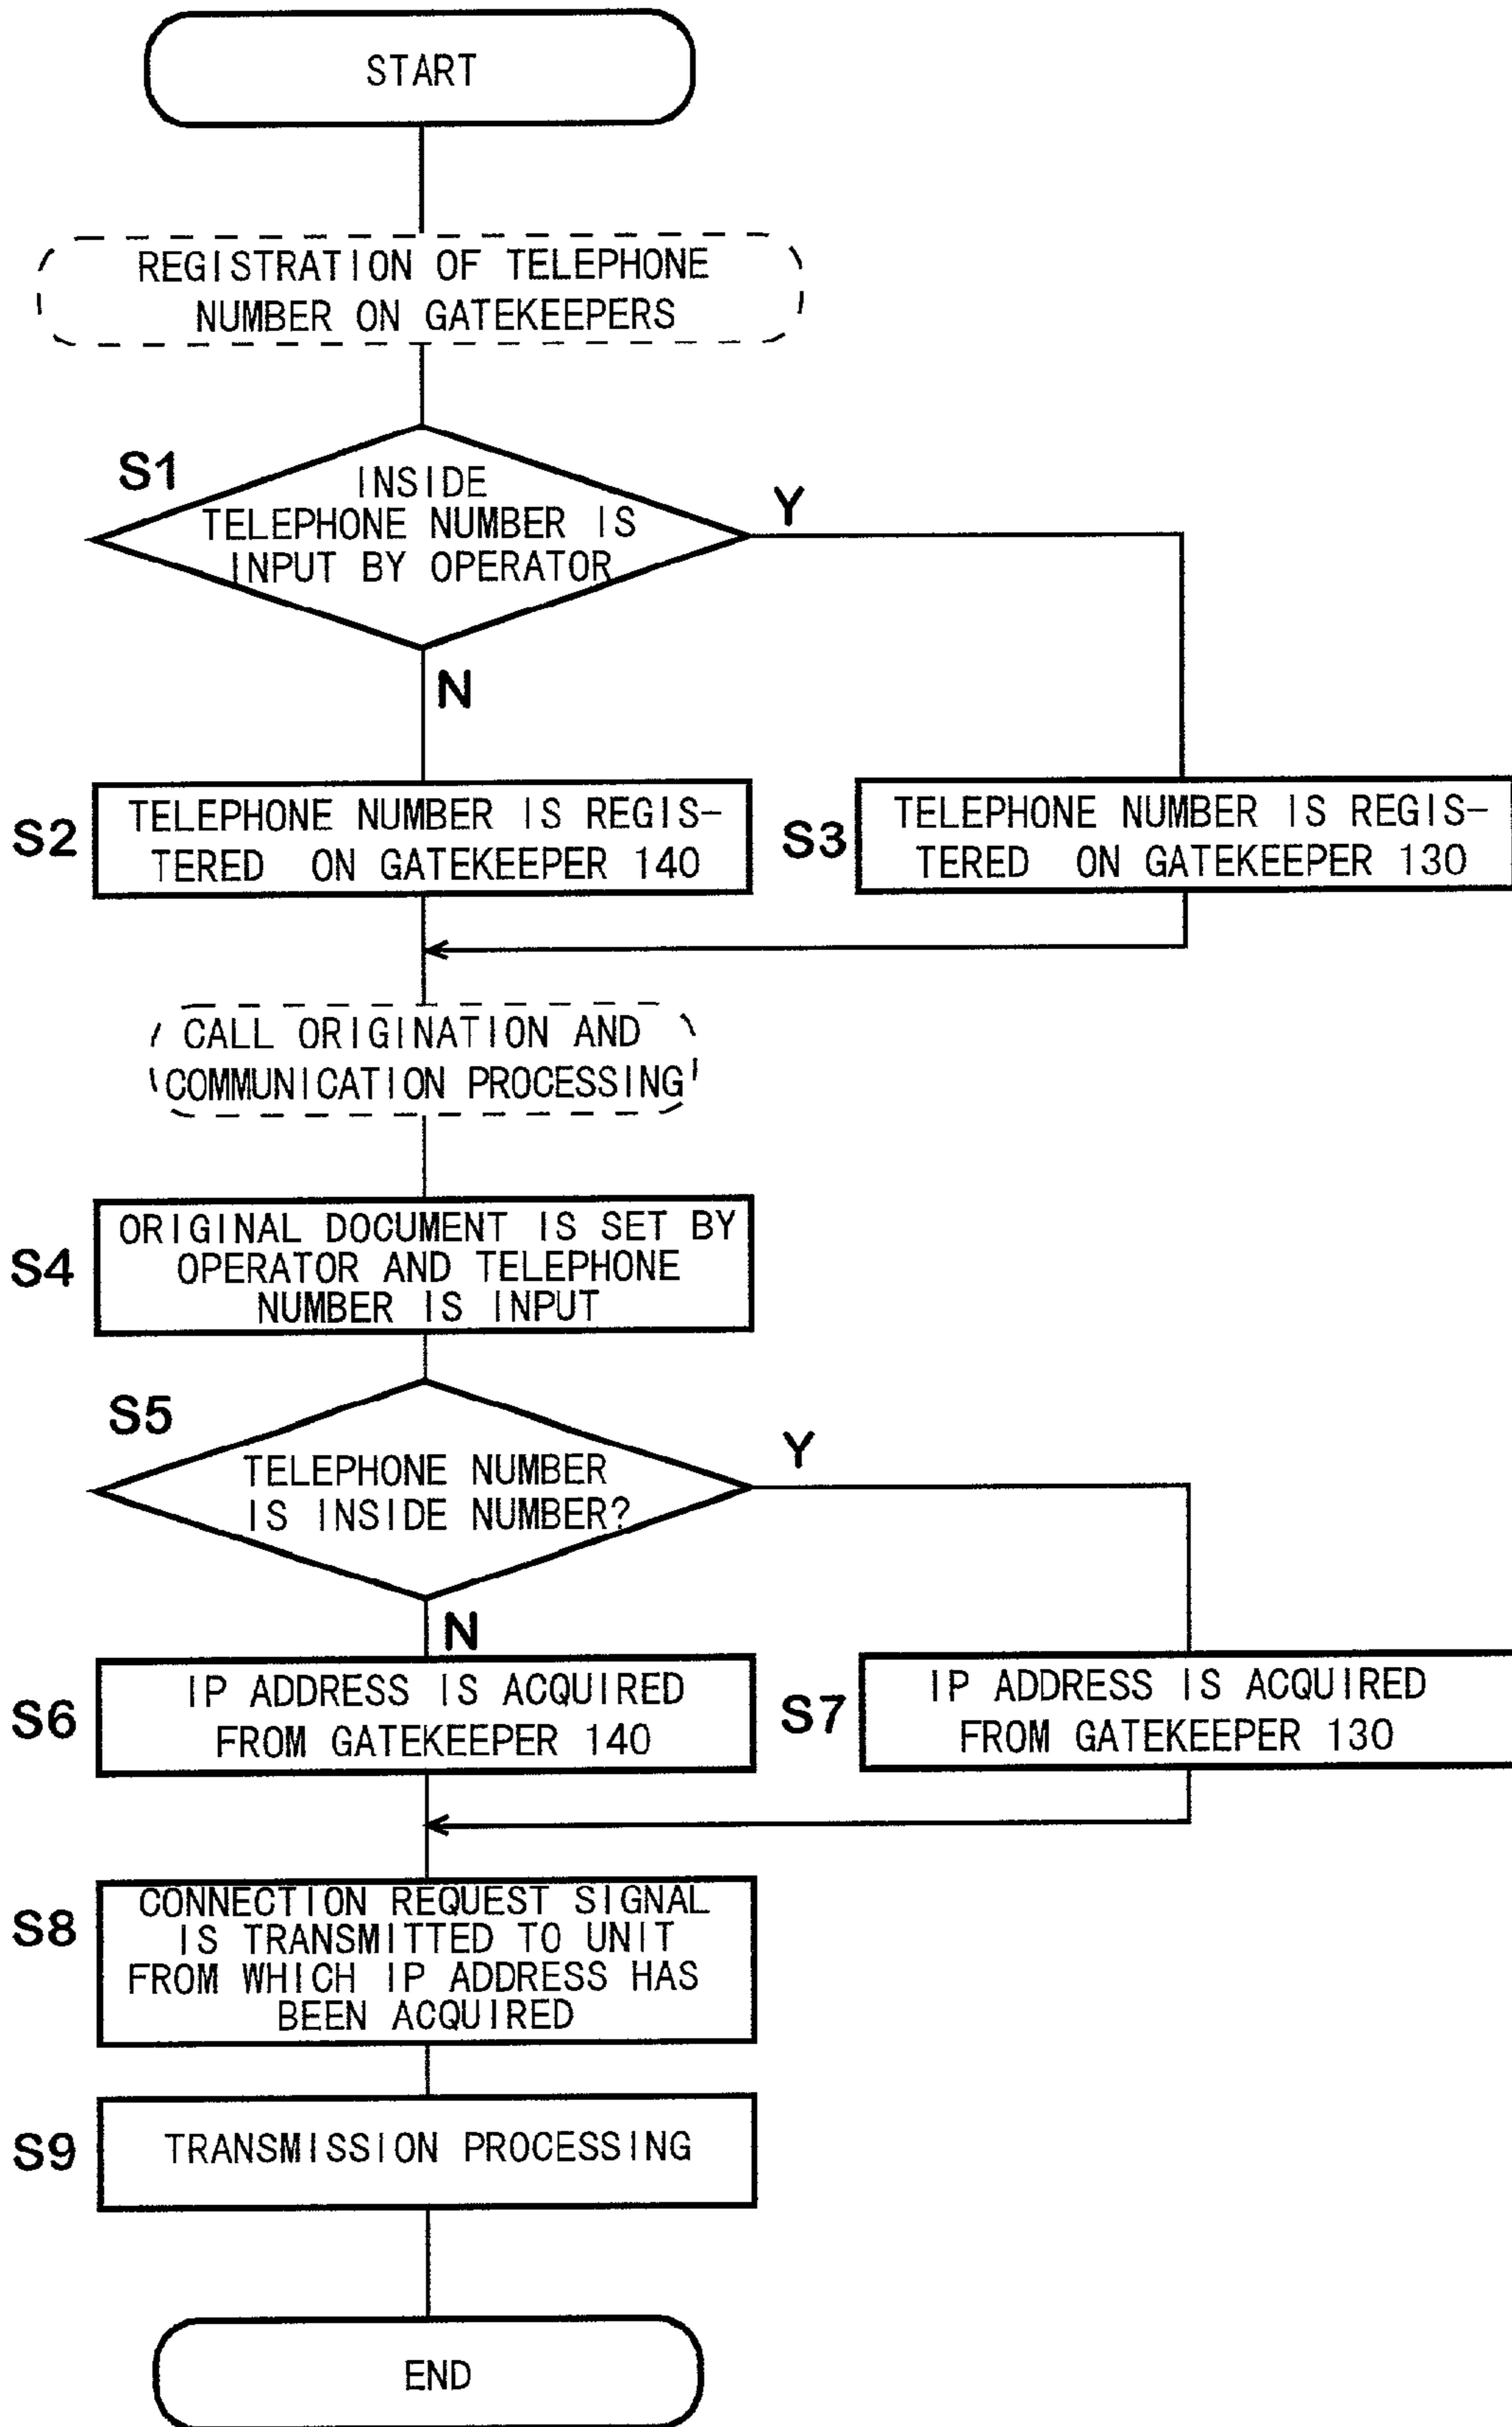 START
REGISTRATION OF TELEPHONE
NUMBER ON GATEKEEPERS
S1
INSIDE
TELEPHONE NUMBER IS
INPUT BY OPERATOR
Y
N
S2
TELEPHONE NUMBER IS REGIS-
TERED ON GATEKEEPER 140
S3
TELEPHONE NUMBER IS REGIS-
TERED ON GATEKEEPER 130
CALL ORIGINATION AND
COMMUNICATION PROCESSING
S4
ORIGINAL DOCUMENT IS SET BY
OPERATOR AND TELEPHONE
NUMBER IS INPUT
S5
TELEPHONE NUMBER
IS INSIDE NUMBER?
Y
N
S6
IP ADDRESS IS ACQUIRED
FROM GATEKEEPER 140
S7
IP ADDRESS IS ACQUIRED
FROM GATEKEEPER 130
S8
CONNECTION REQUEST SIGNAL
IS TRANSMITTED TO UNIT
FROM WHICH IP ADDRESS HAS
BEEN ACQUIRED
S9
TRANSMISSION PROCESSING
END